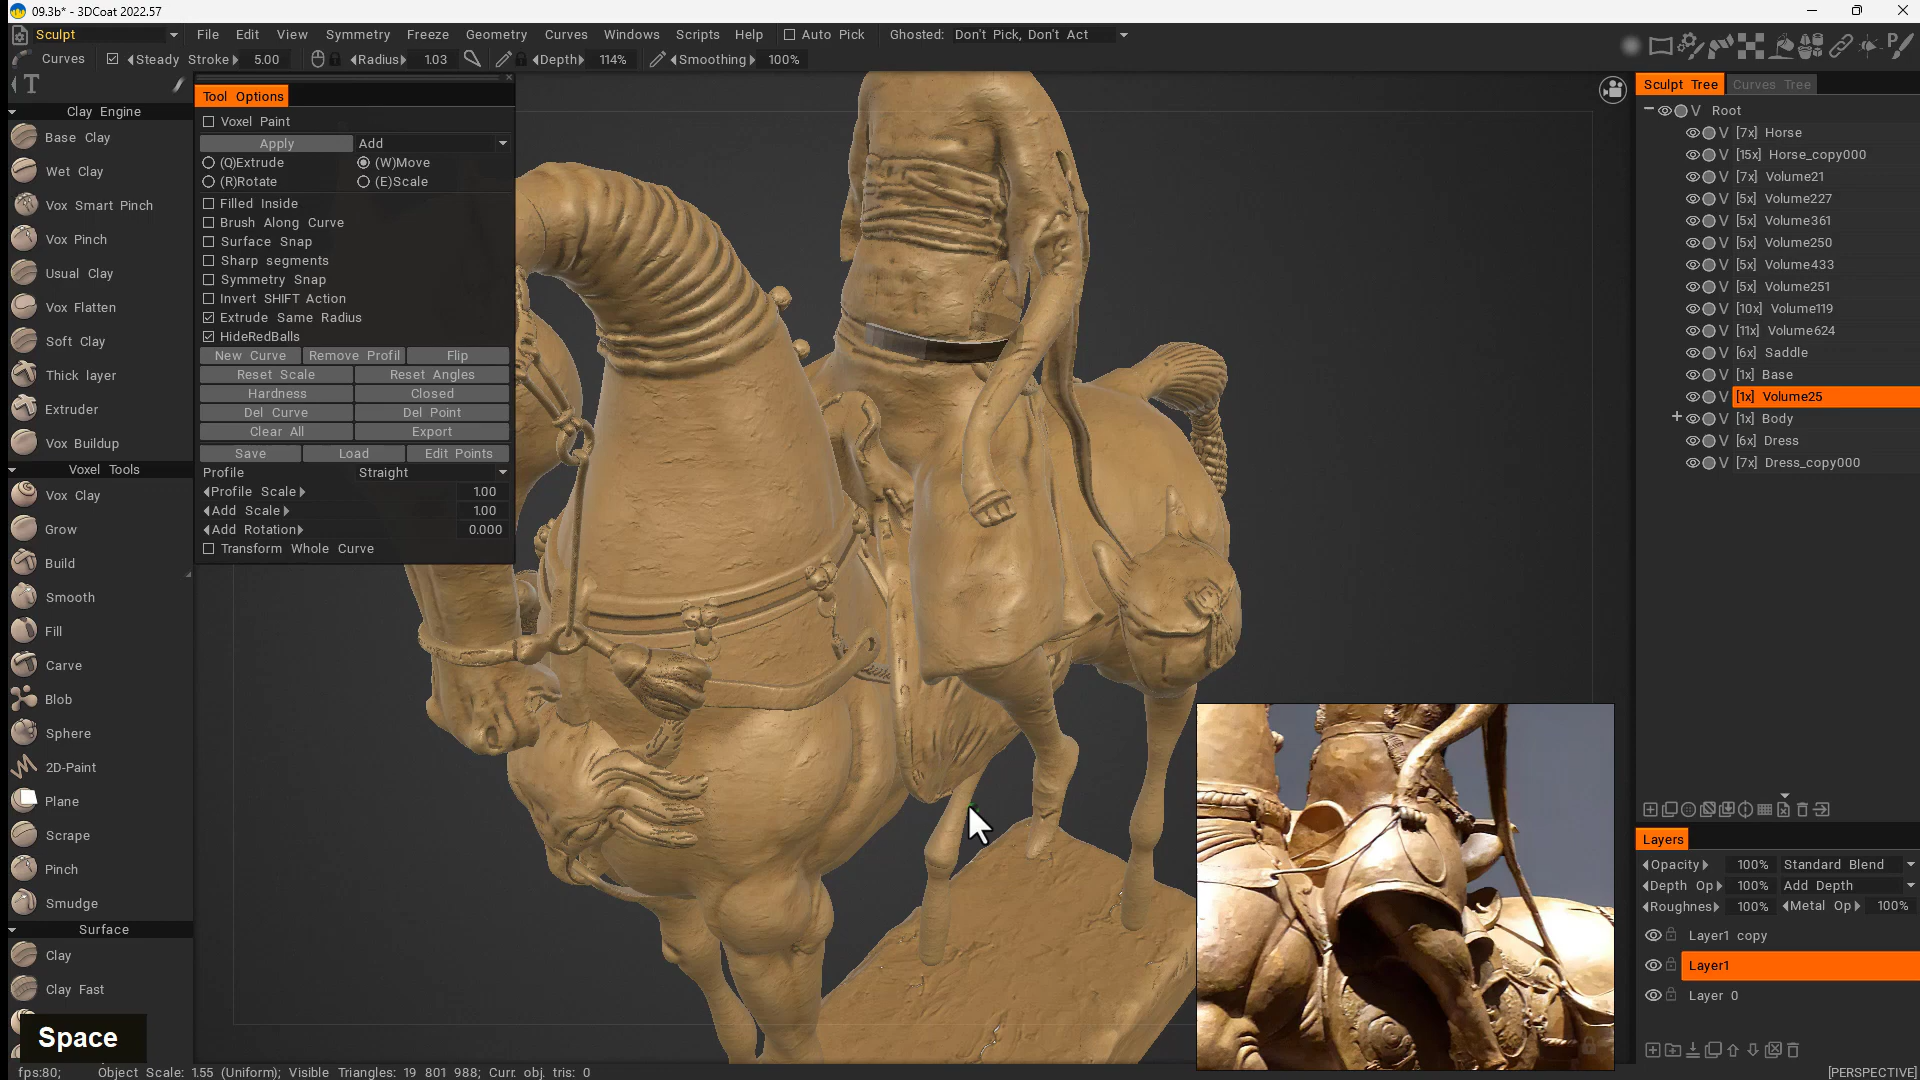 09.3b* - 3DCoat 2022.57
Sculpt File Edit View Symmetry Freeze Geometry Curves Windows Scripts Help Auto Pick Ghosted: Don't Pick, Don't Act
Curves Steady Stroke 5.00 Radius 1.03 Depth 114% Smoothing 100%
Clay Engine
Base Clay
Wet Clay
Vox Smart Pinch
Vox Pinch
Usual Clay
Vox Flatten
Soft Clay
Thick layer
Extruder
Vox Buildup
Voxel Tools
Vox Clay
Grow
Build
Smooth
Fill
Carve
Blob
Sphere
2D-Paint
Plane
Scrape
Pinch
Smudge
Surface
Clay
Clay Fast
Space
Tool Options
Voxel Paint
Apply Add
(Q)Extrude (W)Move
(R)Rotate (E)Scale
Filled Inside
Brush Along Curve
Surface Snap
Sharp segments
Symmetry Snap
Invert SHIFT Action
Extrude Same Radius
HideRedBalls
New Curve Remove Profil Flip
Reset Scale Reset Angles
Hardness Closed
Del Curve Del Point
Clear All Export
Save Load Edit Points
Profile Straight
Profile Scale 1.00
Add Scale 1.00
Add Rotation 0.000
Transform Whole Curve
Sculpt Tree Curves Tree
V Root
V [7x] Horse
V [15x] Horse_copy000
V [7x] Volume21
V [5x] Volume227
V [5x] Volume361
V [5x] Volume250
V [5x] Volume433
V [5x] Volume251
V [10x] Volume119
V [11x] Volume624
V [6x] Saddle
V [1x] Base
V [1x] Volume25
+ V [1x] Body
V [6x] Dress
V [7x] Dress_copy000
Layers
Opacity 100% Standard Blend
Depth Op 100% Add Depth
Roughnes 100% Metal Op 100%
Layer1 copy
Layer1
Layer 0
fps:80; Object Scale: 1.55 (Uniform); Visible Triangles: 19 801 988; Curr. obj. tris: 0
[PERSPECTIVE]